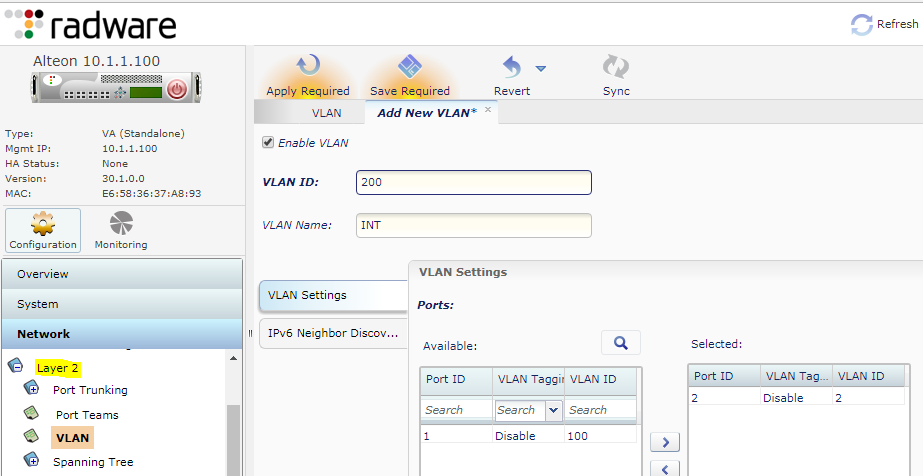 radware
Refresh
Alteon 10.1.1.100
Apply Required Save Required Revert Sync
VLAN Add New VLAN* ×
Type: VA (Standalone)
Mgmt IP: 10.1.1.100
HA Status: None
Version: 30.1.0.0
MAC: E6:58:36:37:A8:93
Configuration Monitoring
Overview
System
Network
Layer 2
Port Trunking
Port Teams
VLAN
Spanning Tree
Enable VLAN
VLAN ID: 200
VLAN Name: INT
VLAN Settings
IPv6 Neighbor Discov...
VLAN Settings
Ports:
Available:
Port ID VLAN Taggin VLAN ID
Search Search Search
1 Disable 100
Selected:
Port ID VLAN Tag... VLAN ID
2 Disable 2